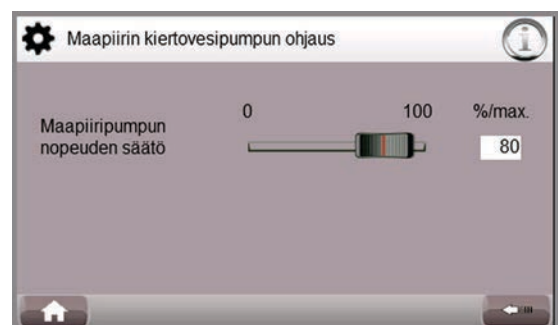 Maapiirin kiertovesipumpun ohjaus
0 100 %/max.
Maapiiripumpun
nopeuden säätö
80